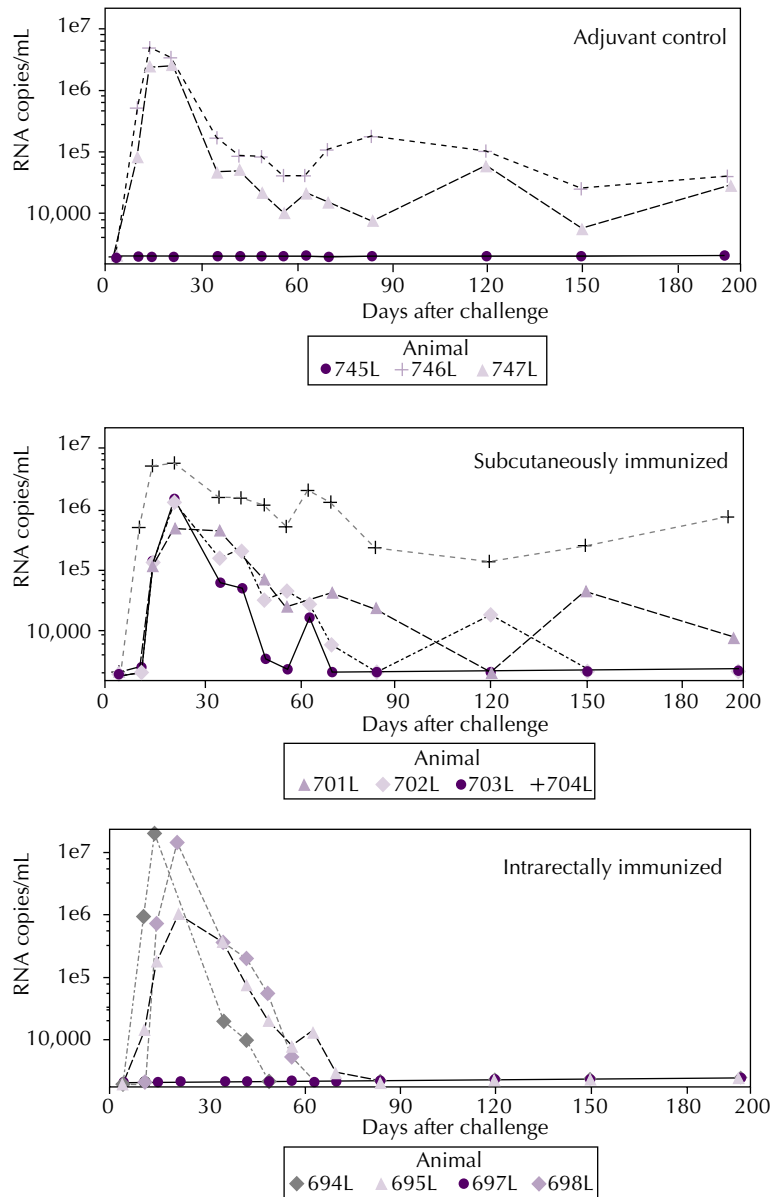 Adjuvant control
RNA copies/mL
1e7
1e6
1e5
10,000
0 30 60 90 120 150 180 200
Days after challenge
Animal
745L 746L 747L
Subcutaneously immunized
RNA copies/mL
1e7
1e6
1e5
10,000
0 30 60 90 120 150 180 200
Days after challenge
Animal
701L 702L 703L 704L
Intrarectally immunized
RNA copies/mL
1e7
1e6
1e5
10,000
0 30 60 90 120 150 180 200
Days after challenge
Animal
694L 695L 697L 698L